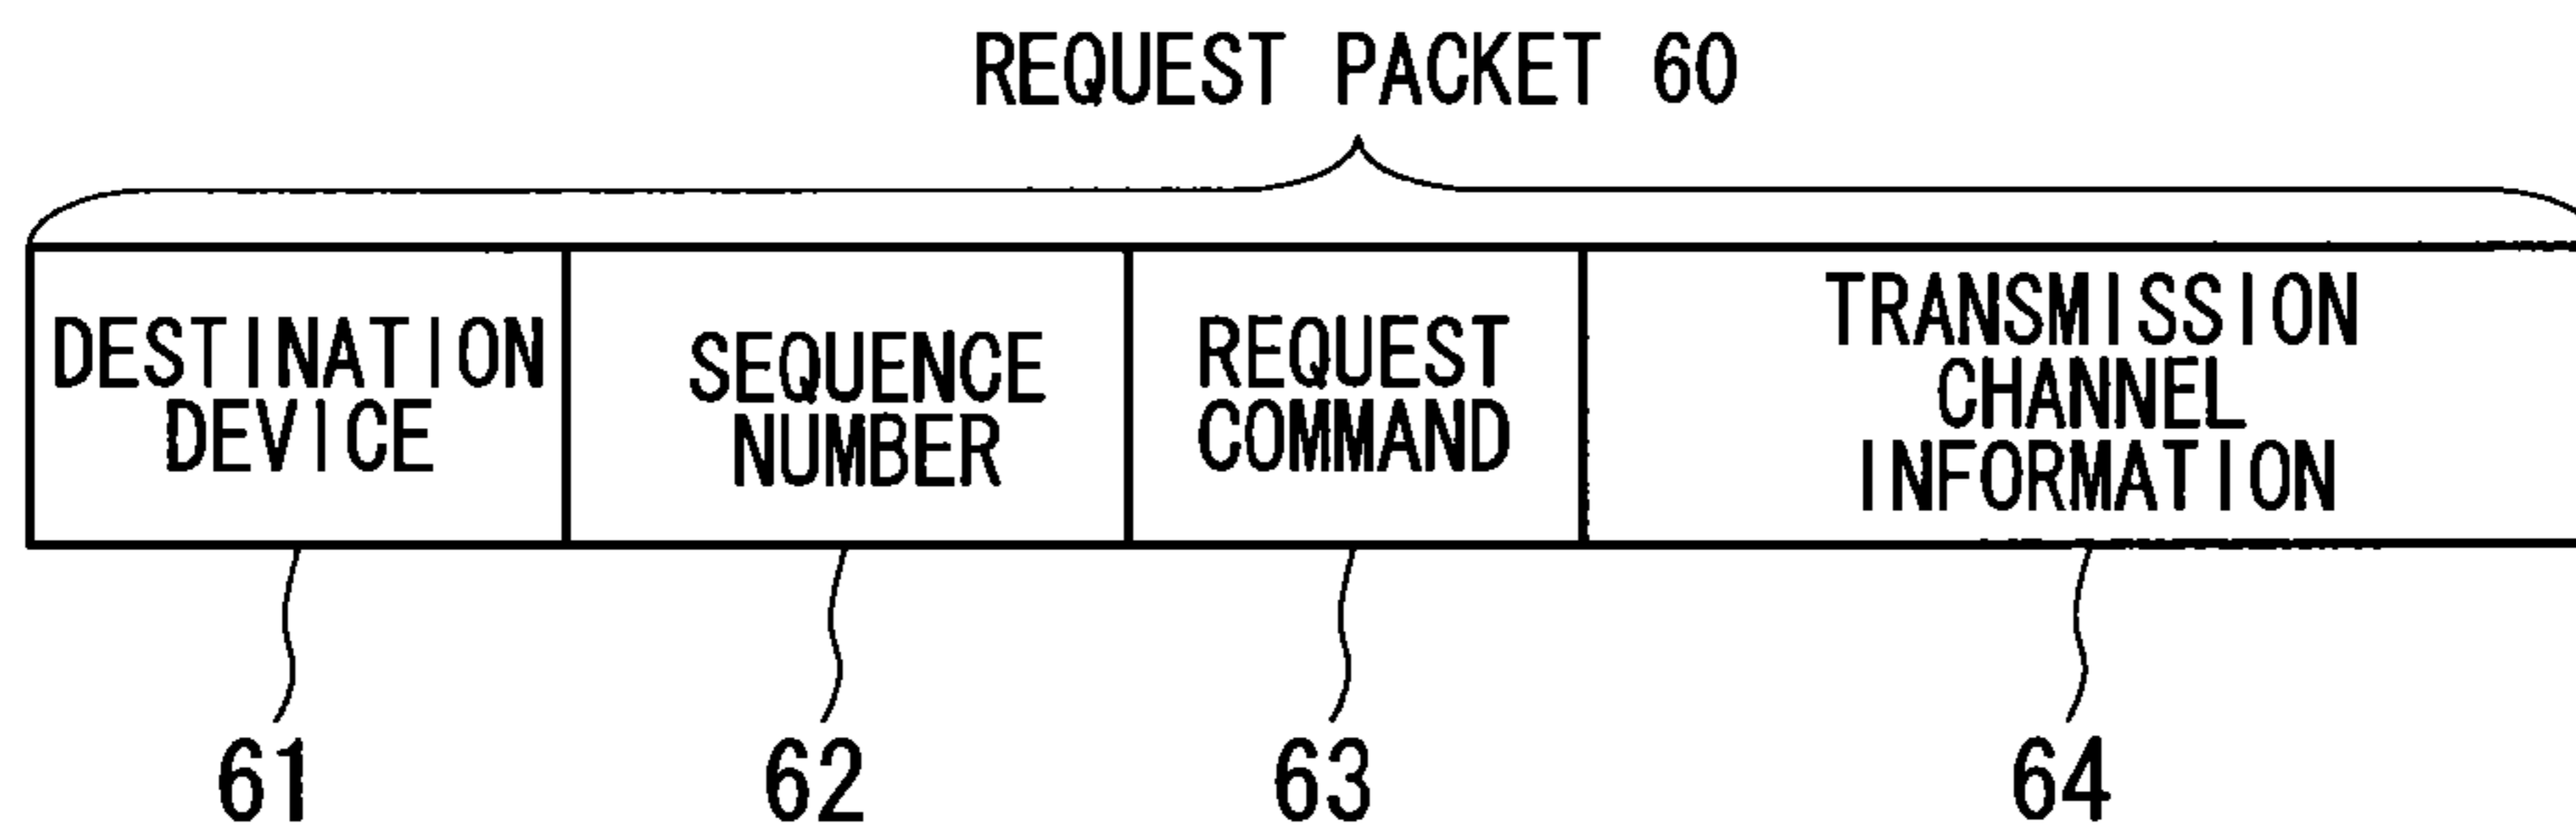 REQUEST PACKET 60
DESTINATION
DEVICE
SEQUENCE
NUMBER
REQUEST
COMMAND
TRANSMISSION
CHANNEL
INFORMATION
61
62
63
64